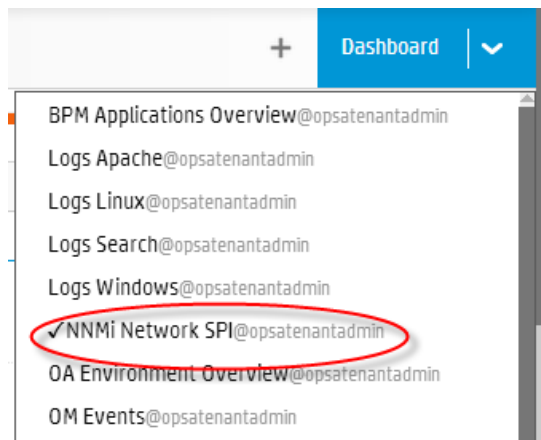 + Dashboard
BPM Applications Overview@opsatenantadmin
Logs Apache@opsatenantadmin
Logs Linux@opsatenantadmin
Logs Search@opsatenantadmin
Logs Windows@opsatenantadmin
✓NNMi Network SPI@opsatenantadmin
OA Environment Overview@opsatenantadmin
OM Events@opsatenantadmin